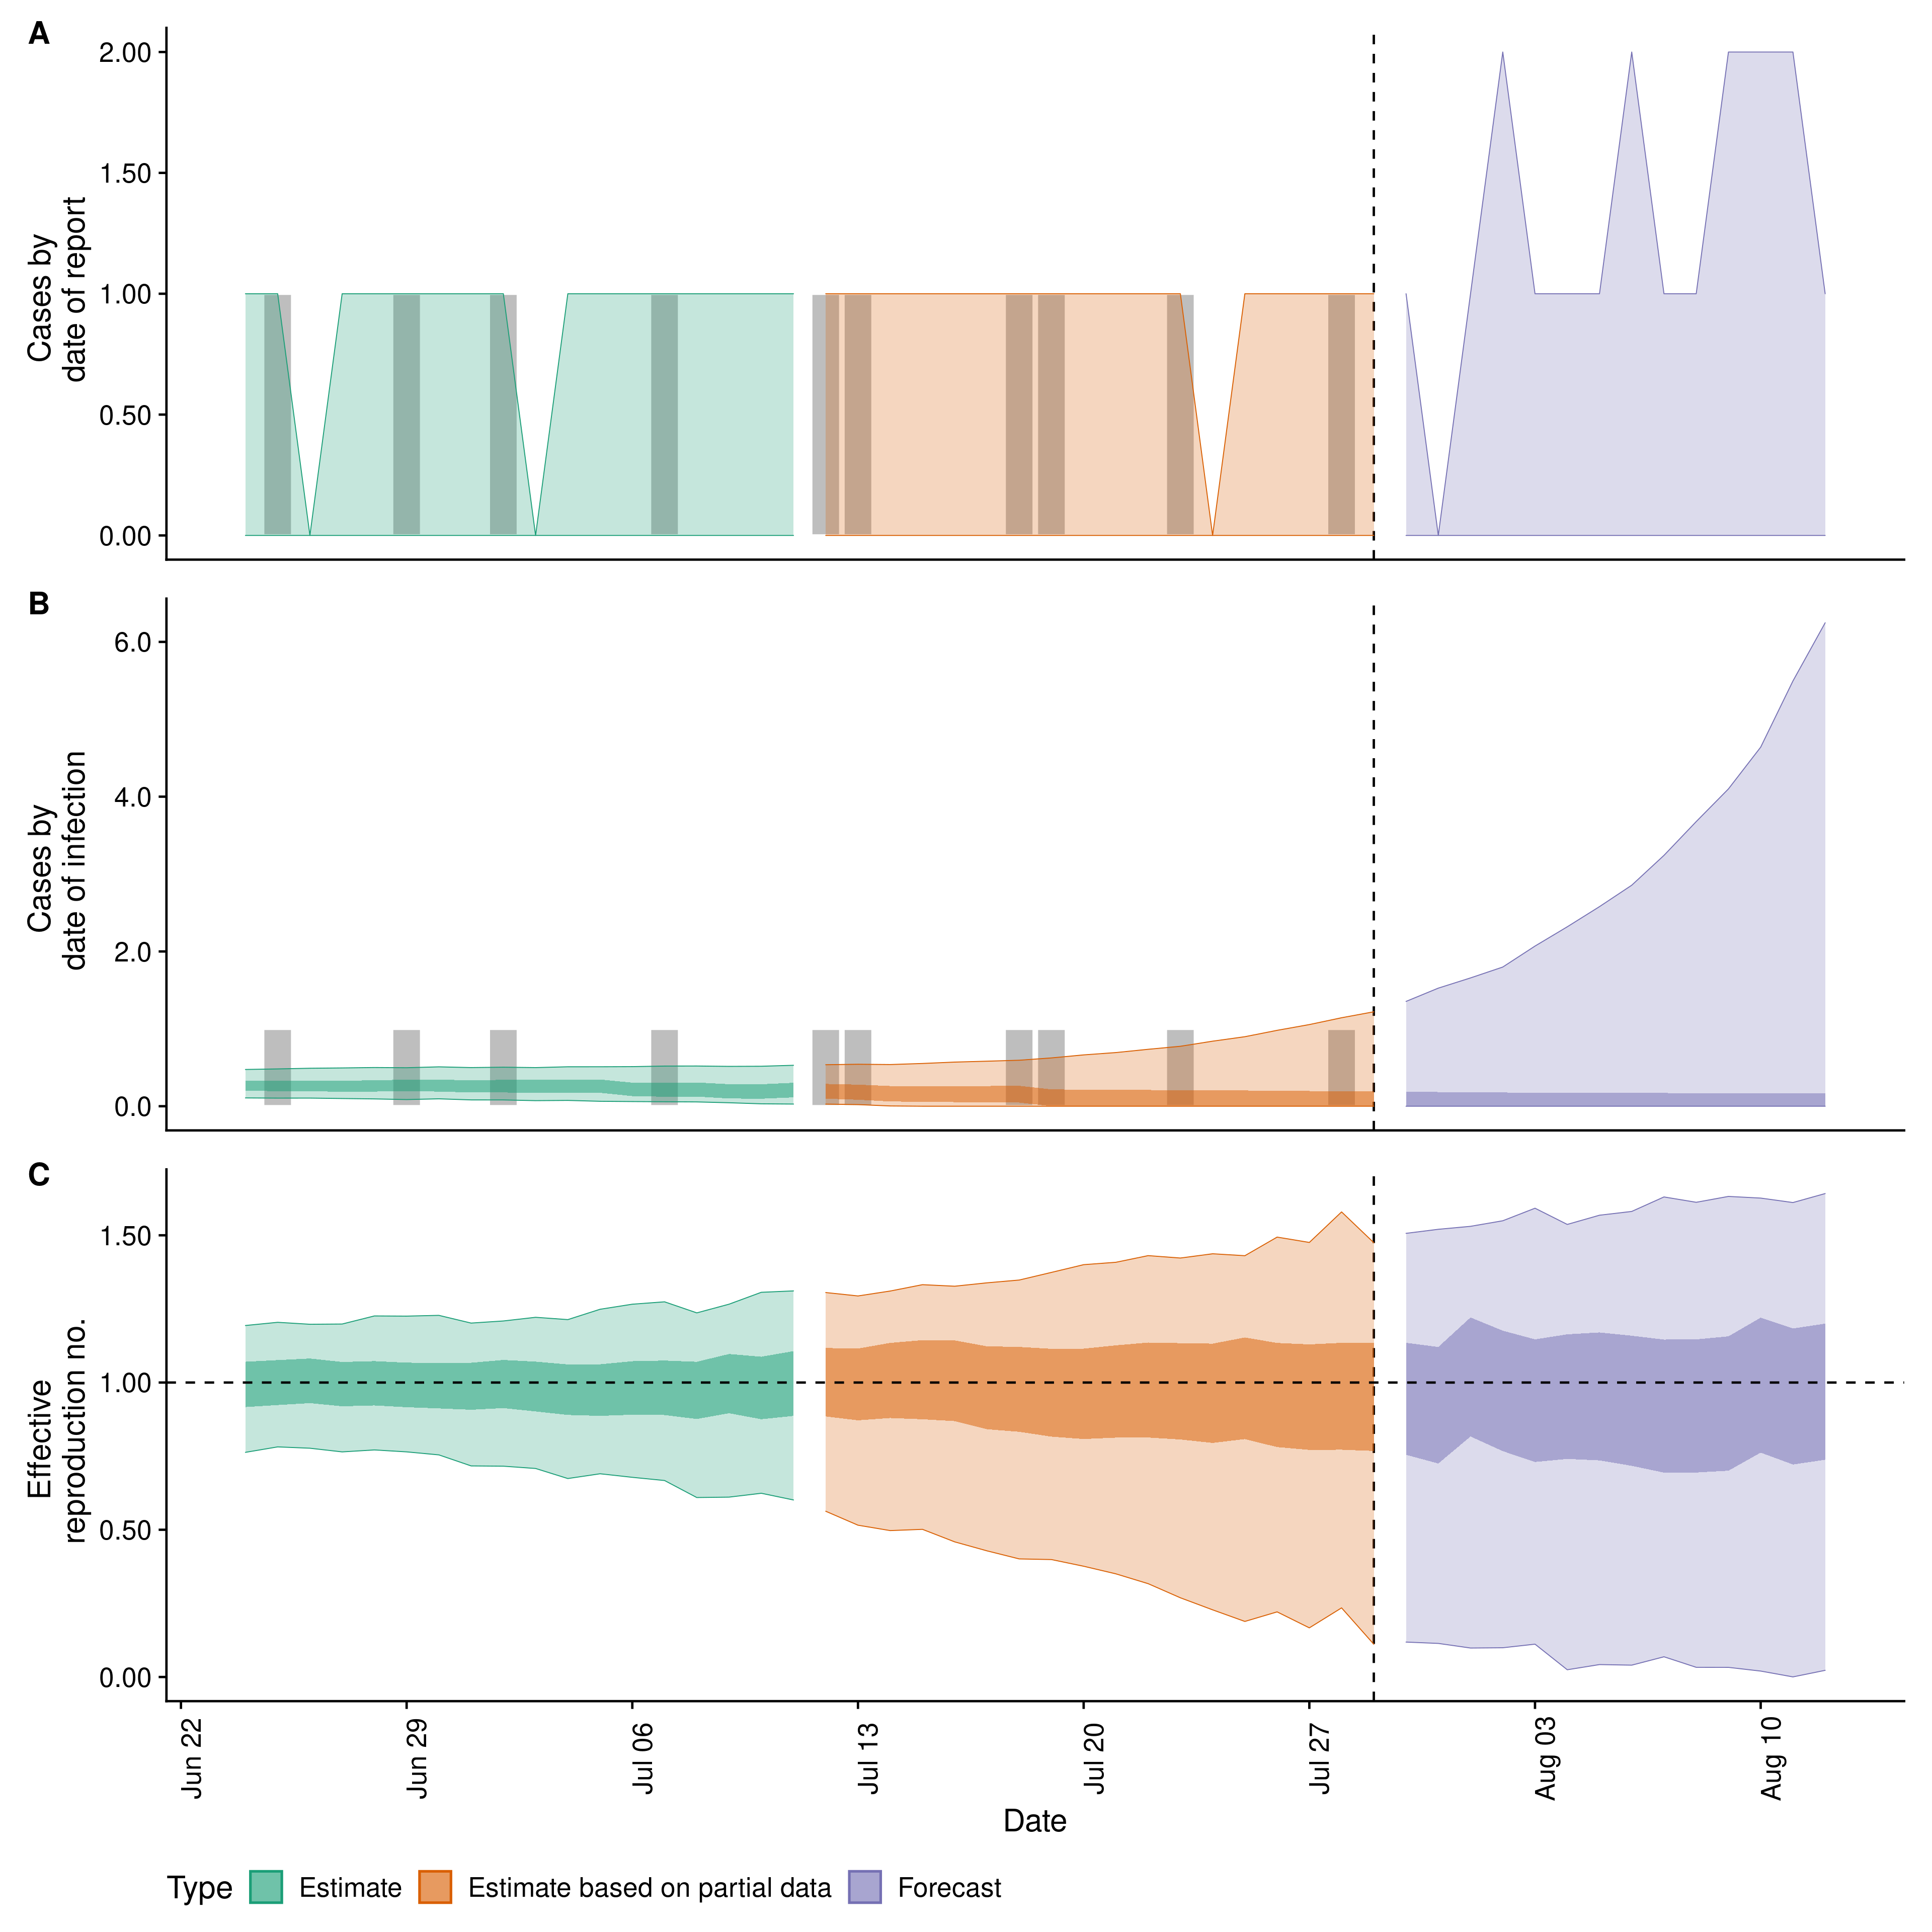 A
2.00
1.50
1.00
0.50
0.00
Cases by
date of report
B
6.0
4.0
2.0
0.0
Cases by
date of infection
C
1.50
1.00
0.50
0.00
Effective
reproduction no.
Jun 22
Jun 29
Jul 06
Jul 13
Jul 20
Jul 27
Aug 03
Aug 10
Date
Type
Estimate
Estimate based on partial data
Forecast